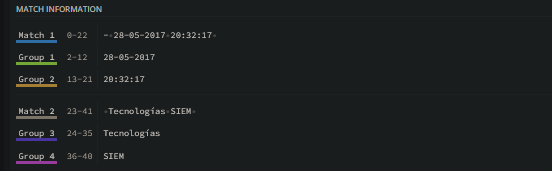 MATCH INFORMATION
Match 1 0-22 -·28-05-2017·20:32:17·
Group 1 2-12 28-05-2017
Group 2 13-21 20:32:17
Match 2 23-41 ·Tecnologías·SIEM·
Group 3 24-35 Tecnologías
Group 4 36-40 SIEM